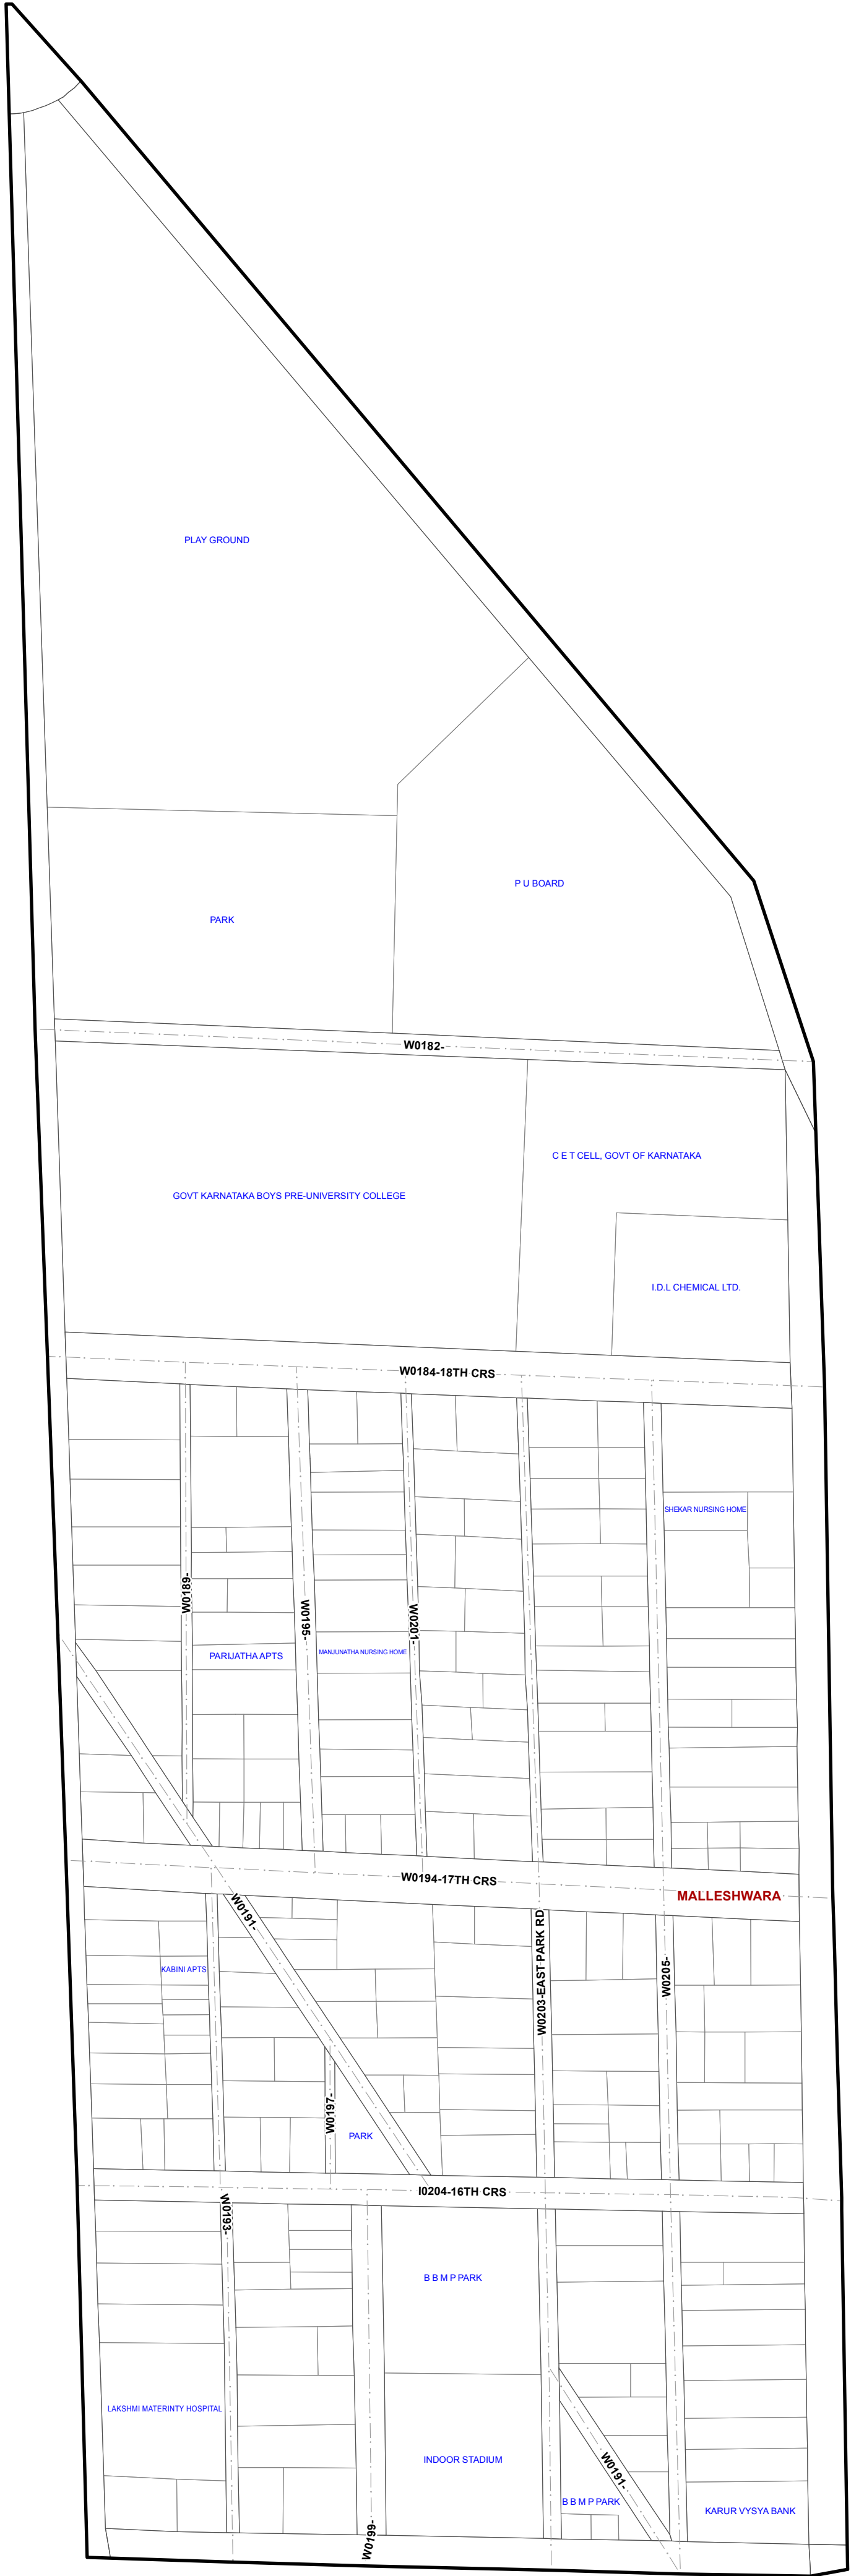 PLAY GROUND
P U BOARD
PARK
W0182-
C E T CELL, GOVT OF KARNATAKA
GOVT KARNATAKA BOYS PRE-UNIVERSITY COLLEGE
I.D.L CHEMICAL LTD.
W0184-18TH CRS
SHEKAR NURSING HOME
W0189-
W0195-
W0201-
PARIJATHA APTS
MANJUNATHA NURSING HOME
W0194-17TH CRS
MALLESHWARA
W0191-
KABINI APTS
W0203-EAST PARK RD
W0205-
W0197-
PARK
I0204-16TH CRS
W0193-
B B M P PARK
LAKSHMI MATERINTY HOSPITAL
INDOOR STADIUM
W0191-
B B M P PARK
KARUR VYSYA BANK
W0199-